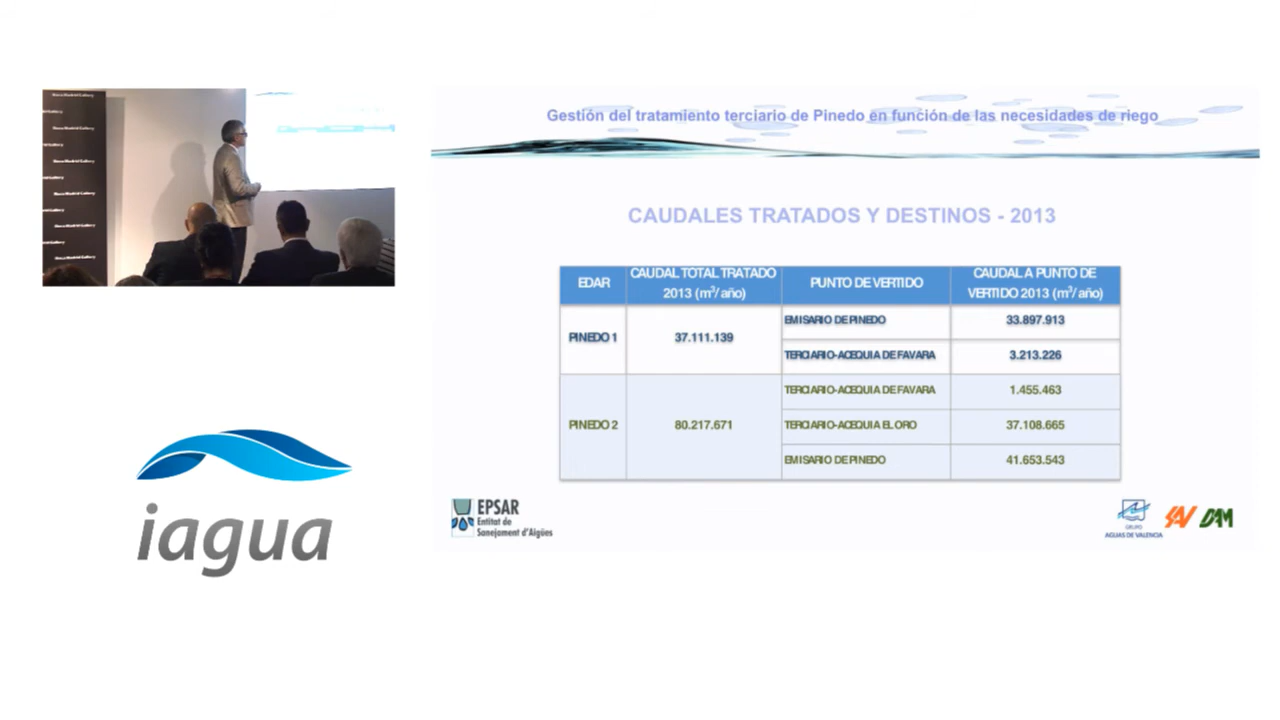 Gestión del tratamiento terciario de Pinedo en función de las necesidades de riego
CAUDALES TRATADOS Y DESTINOS - 2013
EDAR
CAUDAL TOTAL TRATADO
2013 (m³/año)
PUNTO DE VERTIDO
CAUDAL A PUNTO DE
VERTIDO 2013 (m³/año)
PINEDO 1
37.111.139
EMISARIO DE PINEDO
33.897.913
TERCIARIO-ACEQUIA DE FAVARA
3.213.226
PINEDO 2
80.217.671
TERCIARIO-ACEQUIA DE FAVARA
1.455.463
TERCIARIO-ACEQUIA EL ORO
37.108.665
EMISARIO DE PINEDO
41.653.543
EPSAR
Entitat de
Sanejament d'Aigües
GRUPO
AGUAS DE VALENCIA
SAV
DAM
iagua